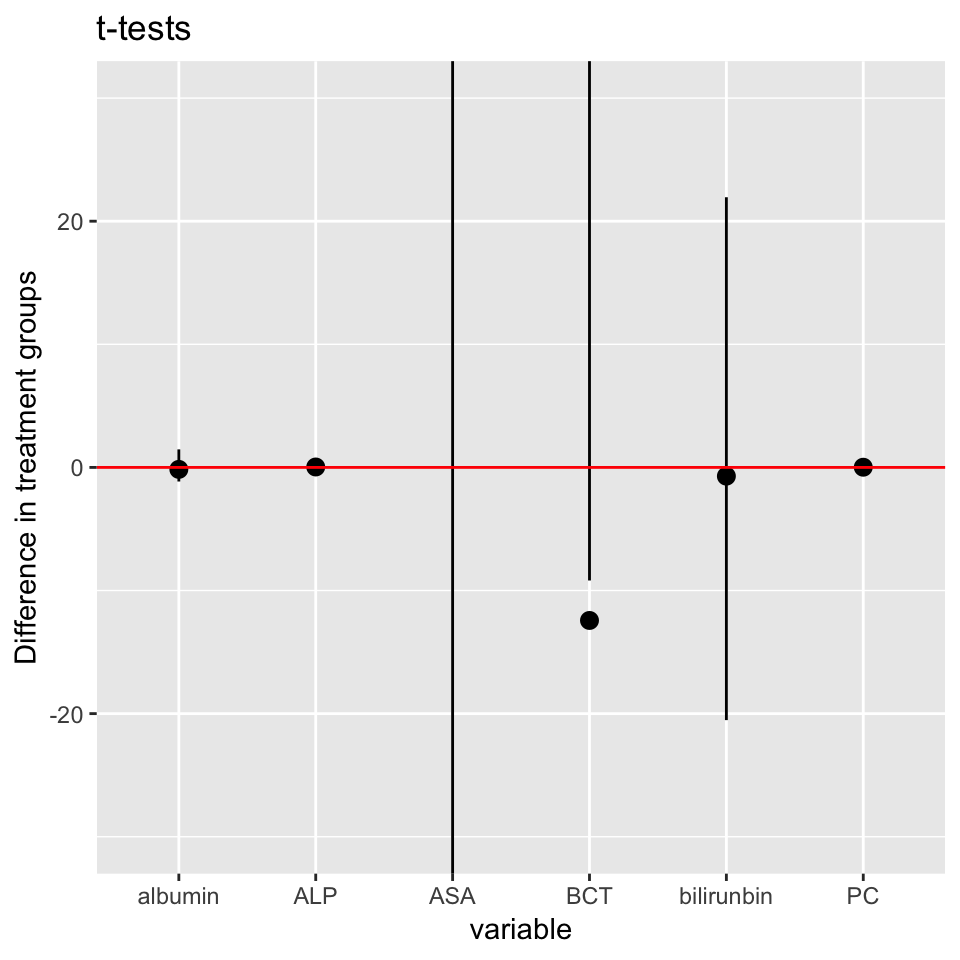 t-tests
Difference in treatment groups
20
0
-20
albumin ALP ASA BCT bilirunbin PC
variable